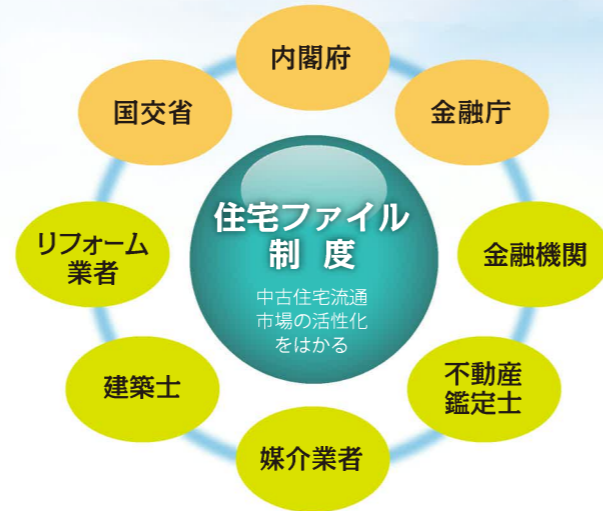 内閣府
国交省
金融庁
住宅ファイル
制 度
中古住宅流通
市場の活性化
をはかる
リフォーム
業者
金融機関
建築士
不動産
鑑定士
媒介業者